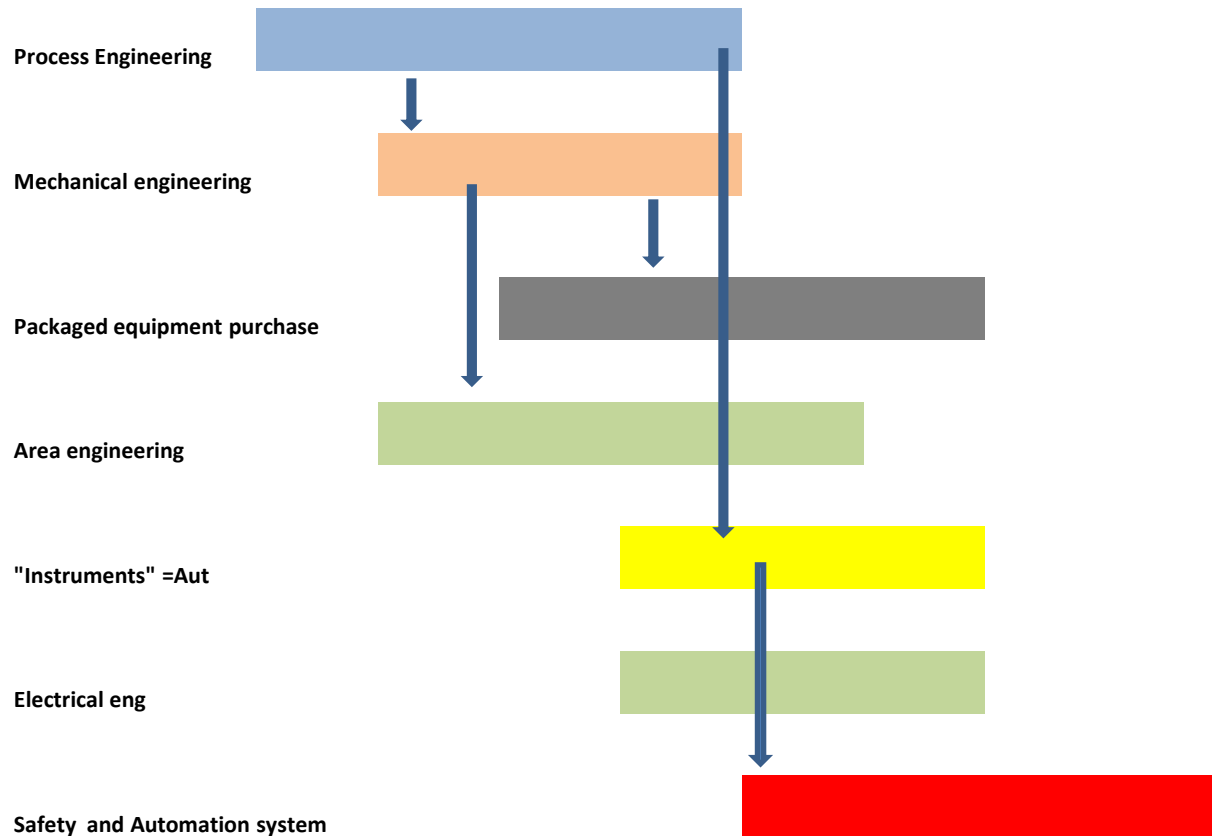 Process Engineering
Mechanical engineering
Packaged equipment purchase
Area engineering
"Instruments" =Aut
Electrical eng
Safety and Automation system